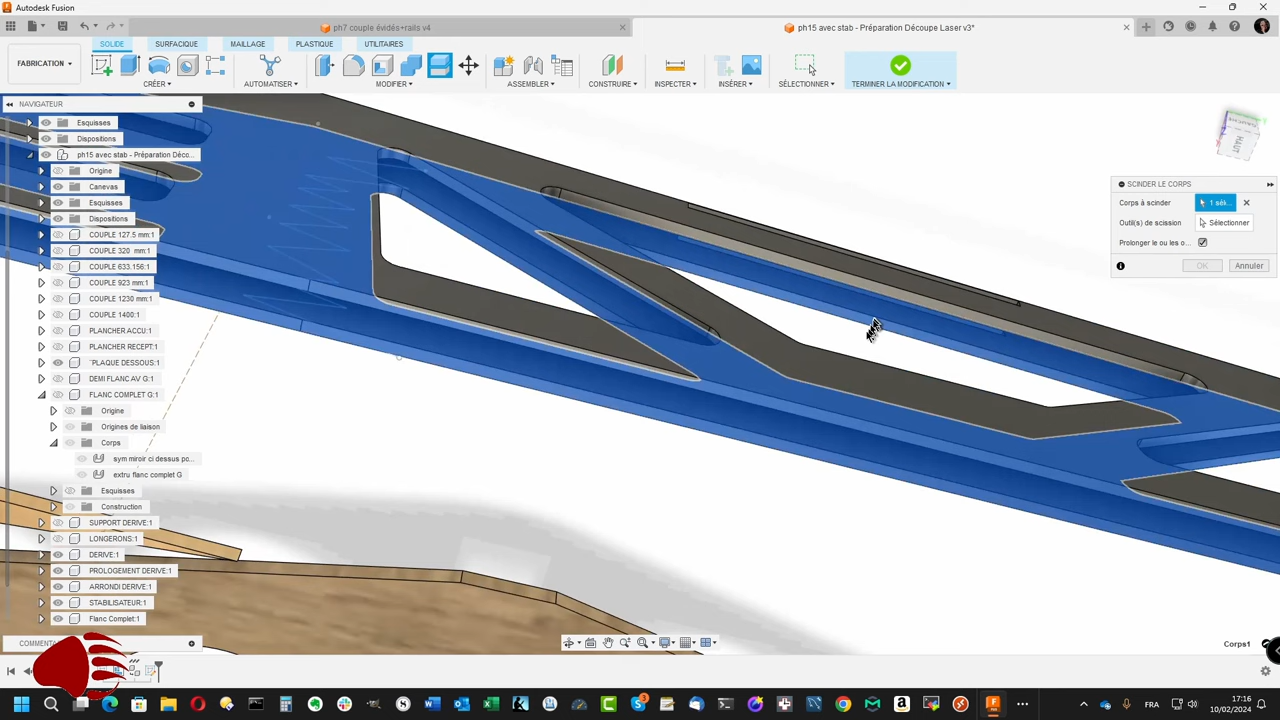 Autodesk Fusion
ph7 couple évidés+rails v4
ph15 avec stab - Préparation Découpe Laser v3*
SOLIDE
SURFACIQUE
MAILLAGE
PLASTIQUE
UTILITAIRES
FABRICATION
CRÉER
AUTOMATISER
MODIFIER
ASSEMBLER
CONSTRUIRE
INSPECTER
INSÉRER
SÉLECTIONNER
TERMINER LA MODIFICATION
NAVIGATEUR
Esquisses
Dispositions
ph15 avec stab - Préparation Déco...
Origine
Canevas
Esquisses
Dispositions
COUPLE 127.5 mm:1
COUPLE 320 mm:1
COUPLE 633.156:1
COUPLE 923 mm:1
COUPLE 1230 mm:1
COUPLE 1400:1
PLANCHER ACCU:1
PLANCHER RECEPT:1
¨PLAQUE DESSOUS:1
DEMI FLANC AV G:1
FLANC COMPLET G:1
Origine
Origines de liaison
Corps
sym miroir ci dessus po...
extru flanc complet G
Esquisses
Construction
SUPPORT DERIVE:1
LONGERONS:1
DERIVE:1
PROLOGEMENT DERIVE:1
ARRONDI DERIVE:1
STABILISATEUR:1
Flanc Complet:1
SCINDER LE CORPS
Corps à scinder
1 sél...
Outil(s) de scission
Sélectionner
Prolonger le ou les o...
OK
Annuler
HAUT
Corps1
FRA
17:16
10/02/2024